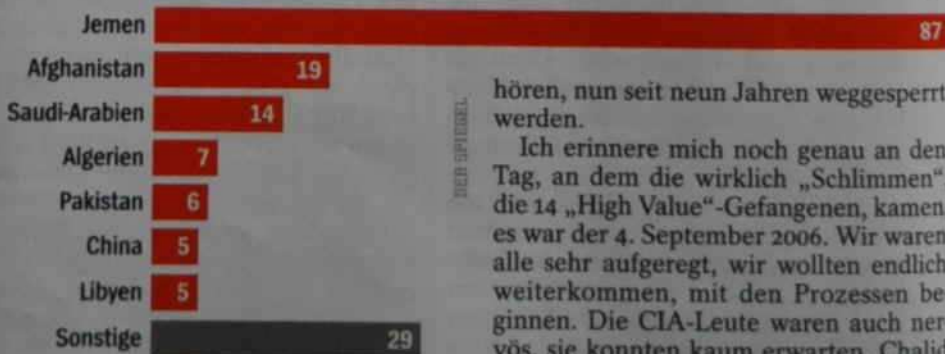 Jemen 87
Afghanistan 19
Saudi-Arabien 14
Algerien 7
Pakistan 6
China 5
Libyen 5
Sonstige 29
DER SPIEGEL
hören, nun seit neun Jahren weggesperrt
werden.
Ich erinnere mich noch genau an den
Tag, an dem die wirklich „Schlimmen“
die 14 „High Value“-Gefangenen, kamen
es war der 4. September 2006. Wir waren
alle sehr aufgeregt, wir wollten endlich
weiterkommen, mit den Prozessen be
ginnen. Die CIA-Leute waren auch ner
vös, sie konnten kaum erwarten, Chalid